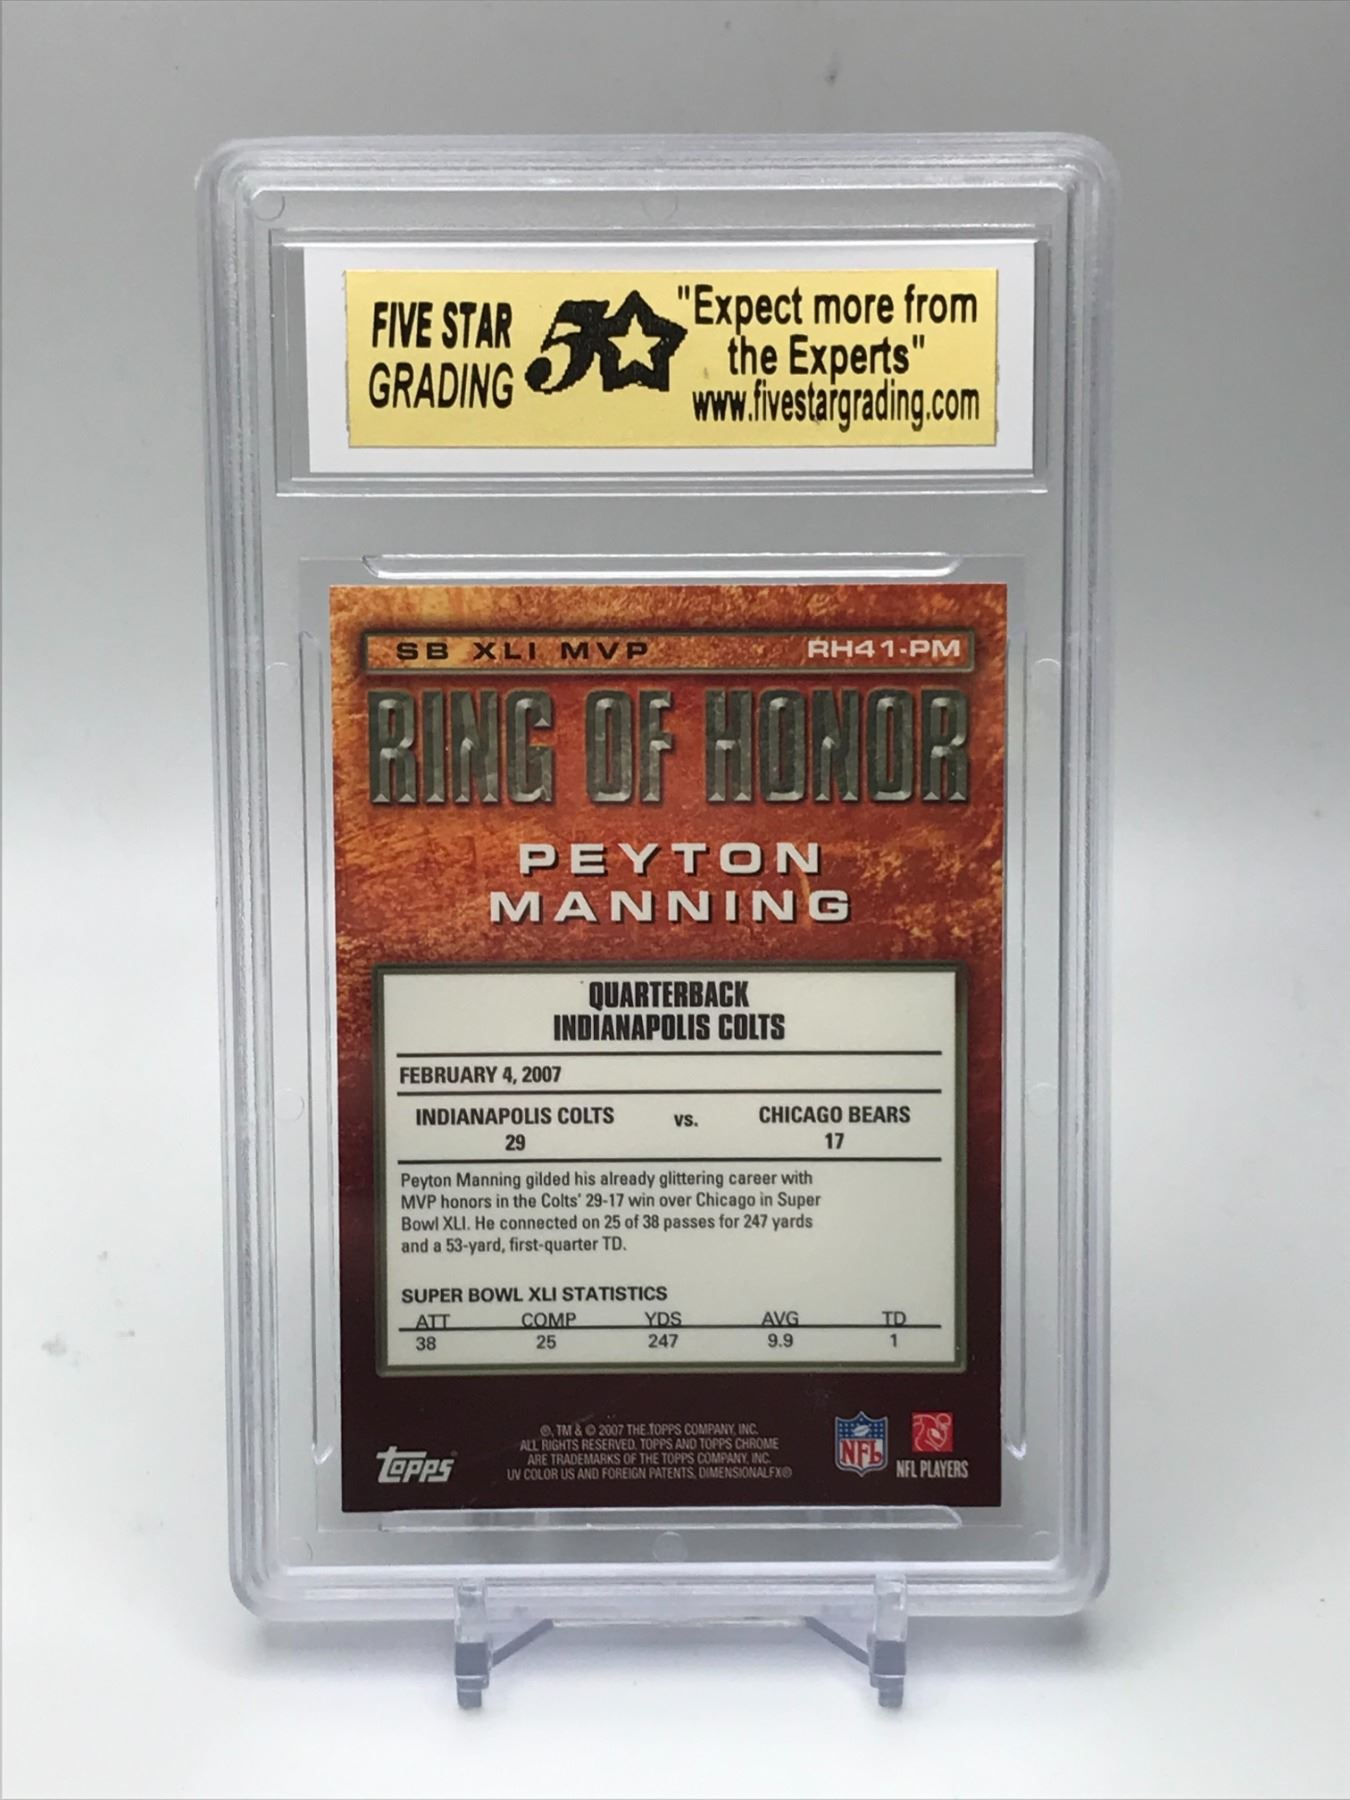 FIVE STAR
GRADING
5
"Expect more from
the Experts"
www.fivestargrading.com
SB XLI MVP RH41-PM
RING OF HONOR
PEYTON
MANNING
QUARTERBACK
INDIANAPOLIS COLTS
FEBRUARY 4, 2007
INDIANAPOLIS COLTS vs. CHICAGO BEARS
29 17
Peyton Manning gilded his already glittering career with
MVP honors in the Colts' 29-17 win over Chicago in Super
Bowl XLI. He connected on 25 of 38 passes for 247 yards
and a 53-yard, first-quarter TD.
SUPER BOWL XLI STATISTICS
ATT COMP YDS AVG TD
38 25 247 9.9 1
®, TM & © 2007 THE TOPPS COMPANY, INC.
ALL RIGHTS RESERVED. TOPPS AND TOPPS CHROME
ARE TRADEMARKS OF THE TOPPS COMPANY, INC.
UV COLOR US AND FOREIGN PATENTS, DIMENSIONALFX®
Topps
NFL
NFL PLAYERS